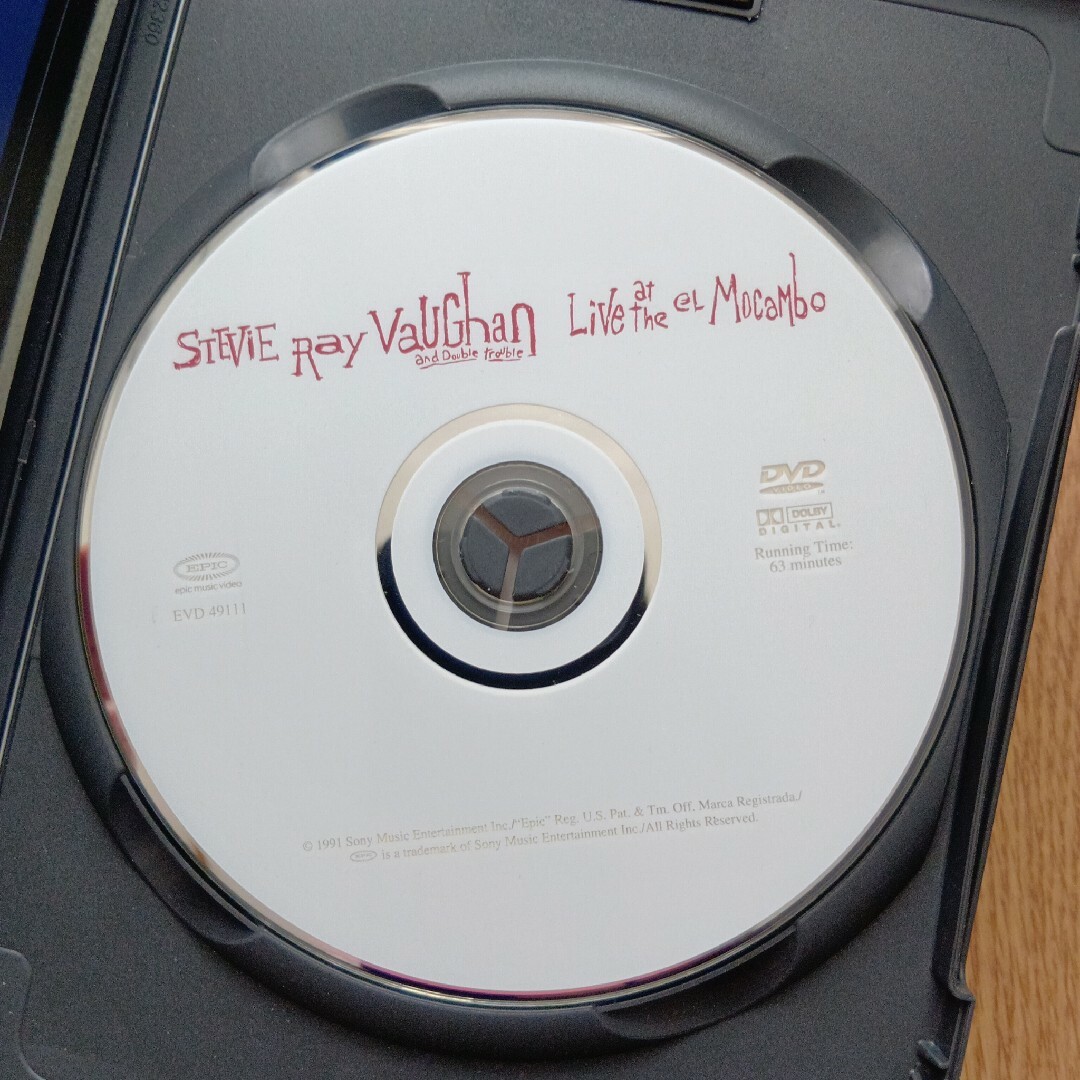 STEVIE Ray Vaughan
and Double trouble
Live at the el Mocambo
DVD
VIDEO
DOLBY
DIGITAL
Running Time:
63 minutes
EPIC
epic music video
EVD 49111
© 1991 Sony Music Entertainment Inc./"Epic" Reg. U.S. Pat. & Tm. Off. Marca Registrada./
is a trademark of Sony Music Entertainment Inc./All Rights Reserved.